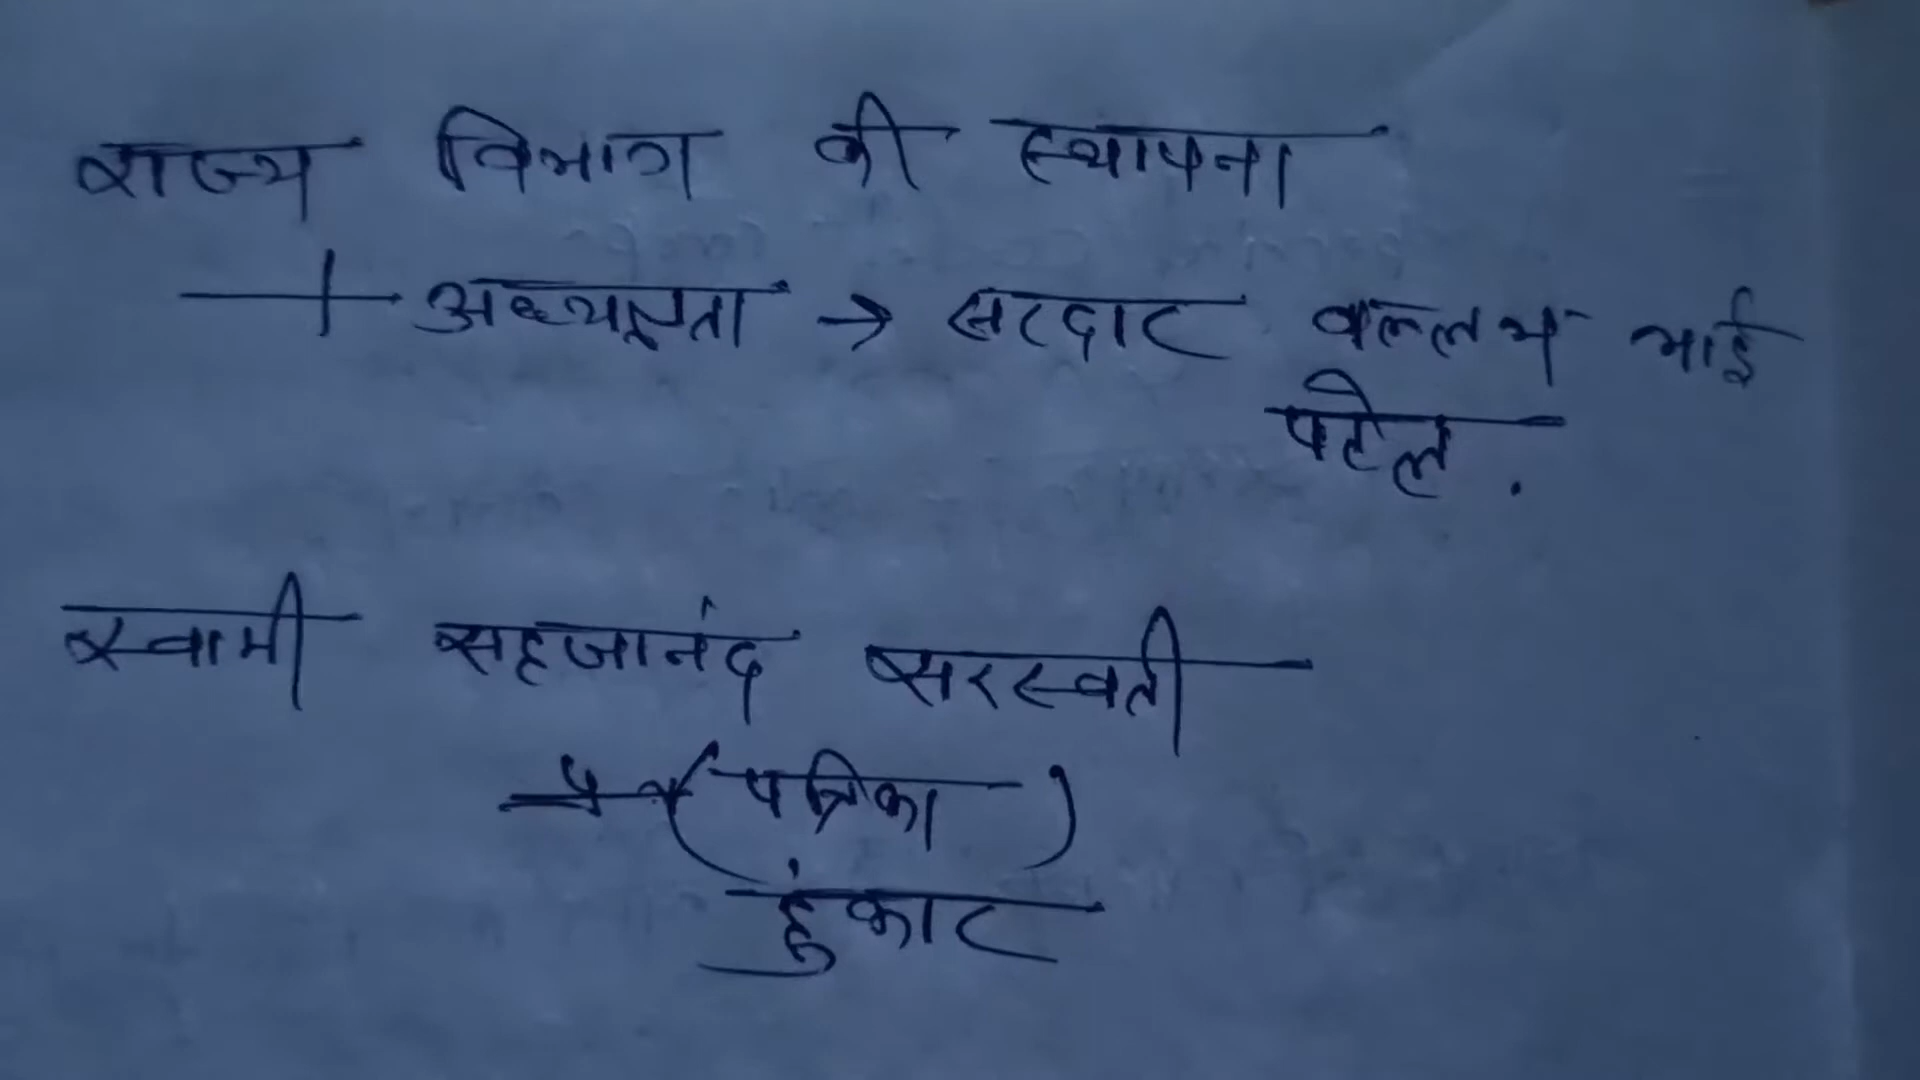 राज्य विभाग की स्थापना
अध्यक्षता → सरदार वल्लभ भाई
पटेल.
स्वामी सहजानंद सरस्वती
(पत्रिका)
हुंकार